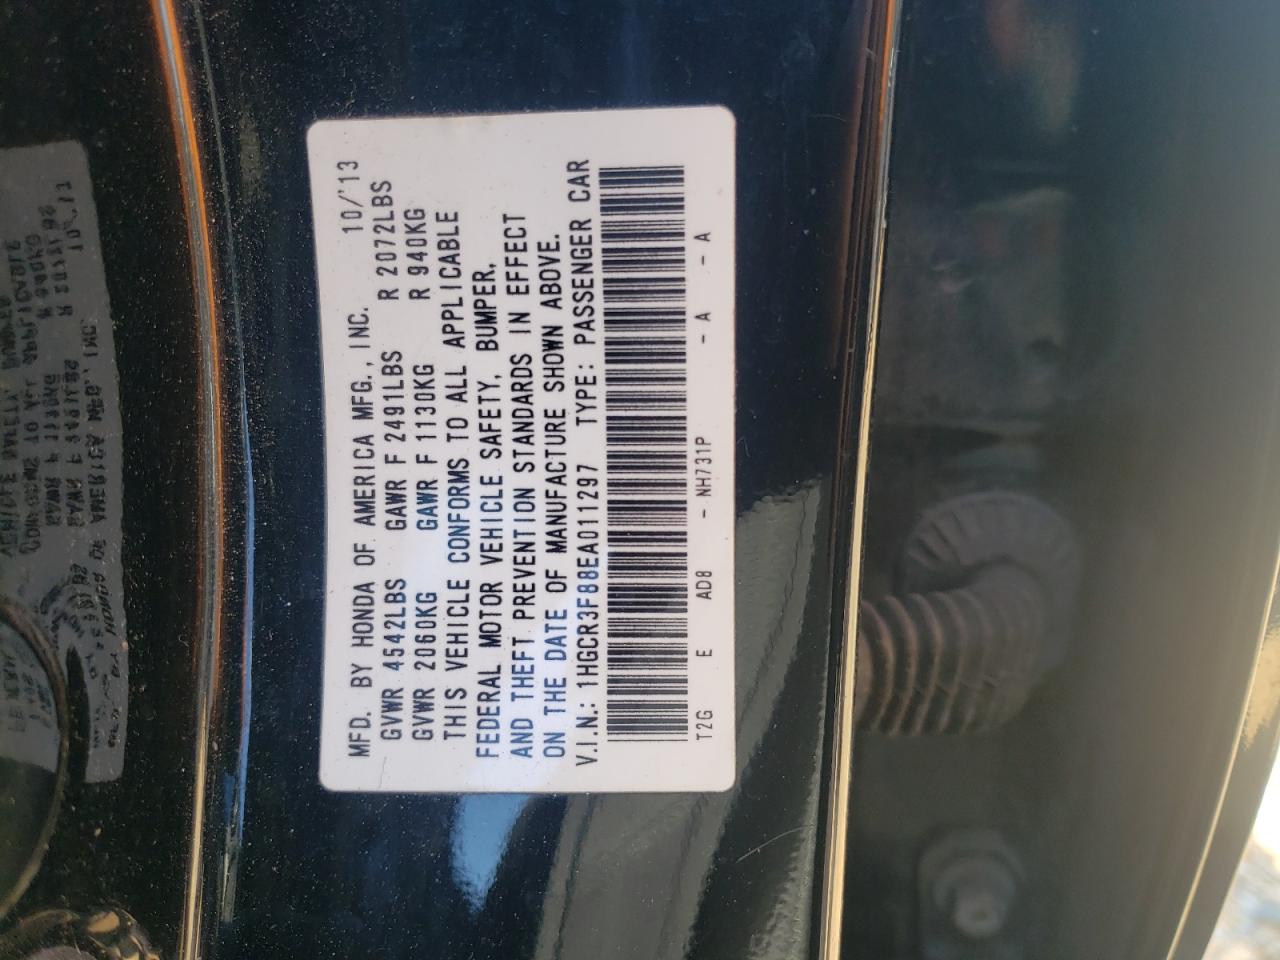 MFD. BY HONDA OF AMERICA MFG., INC. 10/'13
GVWR 4542LBS GAWR F 2491LBS R 2072LBS
GVWR 2060KG GAWR F 1130KG R 940KG
THIS VEHICLE CONFORMS TO ALL APPLICABLE
FEDERAL MOTOR VEHICLE SAFETY, BUMPER,
AND THEFT PREVENTION STANDARDS IN EFFECT
ON THE DATE OF MANUFACTURE SHOWN ABOVE.
V.I.N.: 1HGCR3F88EA011297 TYPE: PASSENGER CAR
T2G E AD8 - NH731P - A - A